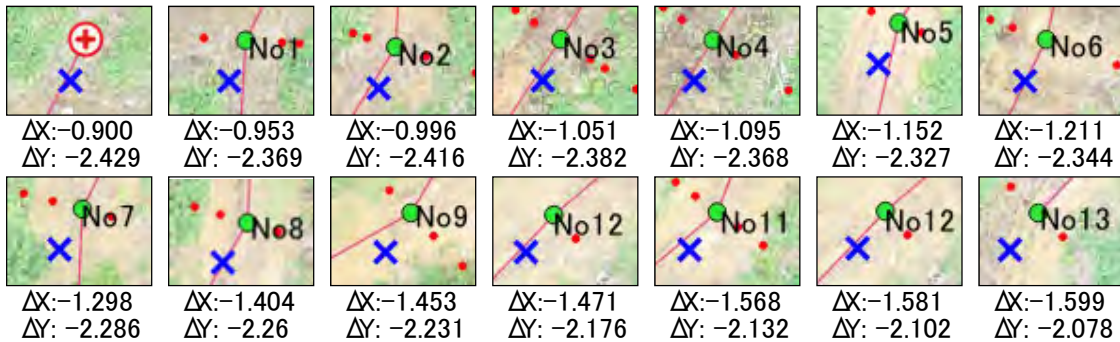 No1 No2 No3 No4 No5 No6
ΔX:-0.900 ΔX:-0.953 ΔX:-0.996 ΔX:-1.051 ΔX:-1.095 ΔX:-1.152 ΔX:-1.211
ΔY: -2.429 ΔY: -2.369 ΔY: -2.416 ΔY: -2.382 ΔY: -2.368 ΔY: -2.327 ΔY: -2.344
No7 No8 No9 No12 No11 No12 No13
ΔX:-1.298 ΔX:-1.404 ΔX:-1.453 ΔX:-1.471 ΔX:-1.568 ΔX:-1.581 ΔX:-1.599
ΔY: -2.286 ΔY: -2.26 ΔY: -2.231 ΔY: -2.176 ΔY: -2.132 ΔY: -2.102 ΔY: -2.078